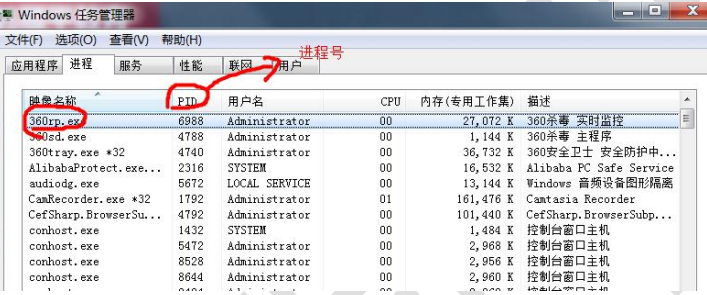 Windows 任务管理器
文件(F) 选项(O) 查看(V) 帮助(H)
进程号
应用程序 进程 服务 性能 联网 用户
映像名称 PID 用户名 CPU 内存(专用工作集) 描述
360rp.exe 6988 Administrator 00 27,072 K 360杀毒 实时监控
360sd.exe 4788 Administrator 00 1,144 K 360杀毒 主程序
360tray.exe *32 4740 Administrator 00 36,732 K 360安全卫士 安全防护中...
AlibabaProtect.exe... 2316 SYSTEM 00 16,532 K Alibaba PC Safe Service
audiodg.exe 5672 LOCAL SERVICE 00 13,144 K Windows 音频设备图形隔离
CamRecorder.exe *32 1792 Administrator 01 161,476 K Camtasia Recorder
CefSharp.BrowserSu... 4792 Administrator 00 101,440 K CefSharp.BrowserSubp...
conhost.exe 1432 SYSTEM 00 1,484 K 控制台窗口主机
conhost.exe 5472 Administrator 00 2,968 K 控制台窗口主机
conhost.exe 8528 Administrator 00 2,956 K 控制台窗口主机
conhost.exe 8644 Administrator 00 2,960 K 控制台窗口主机